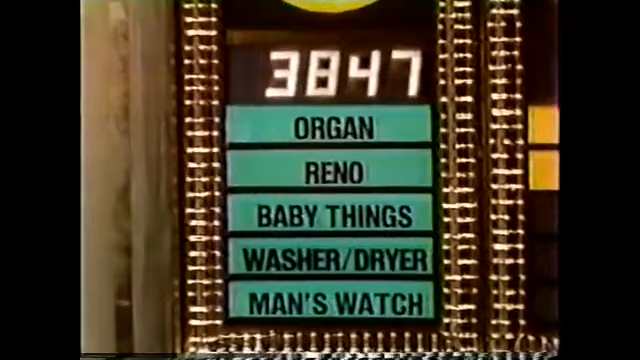 3847
ORGAN
RENO
BABY THINGS
WASHER/DRYER
MAN'S WATCH